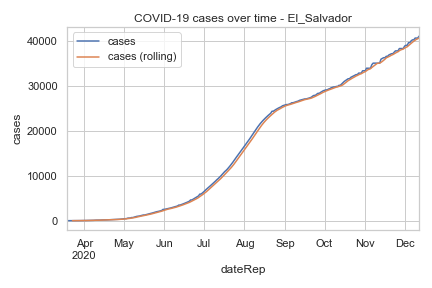 COVID-19 cases over time - El_Salvador
cases
cases (rolling)
40000
30000
20000
10000
0
cases
Apr
2020
May
Jun
Jul
Aug
Sep
Oct
Nov
Dec
dateRep